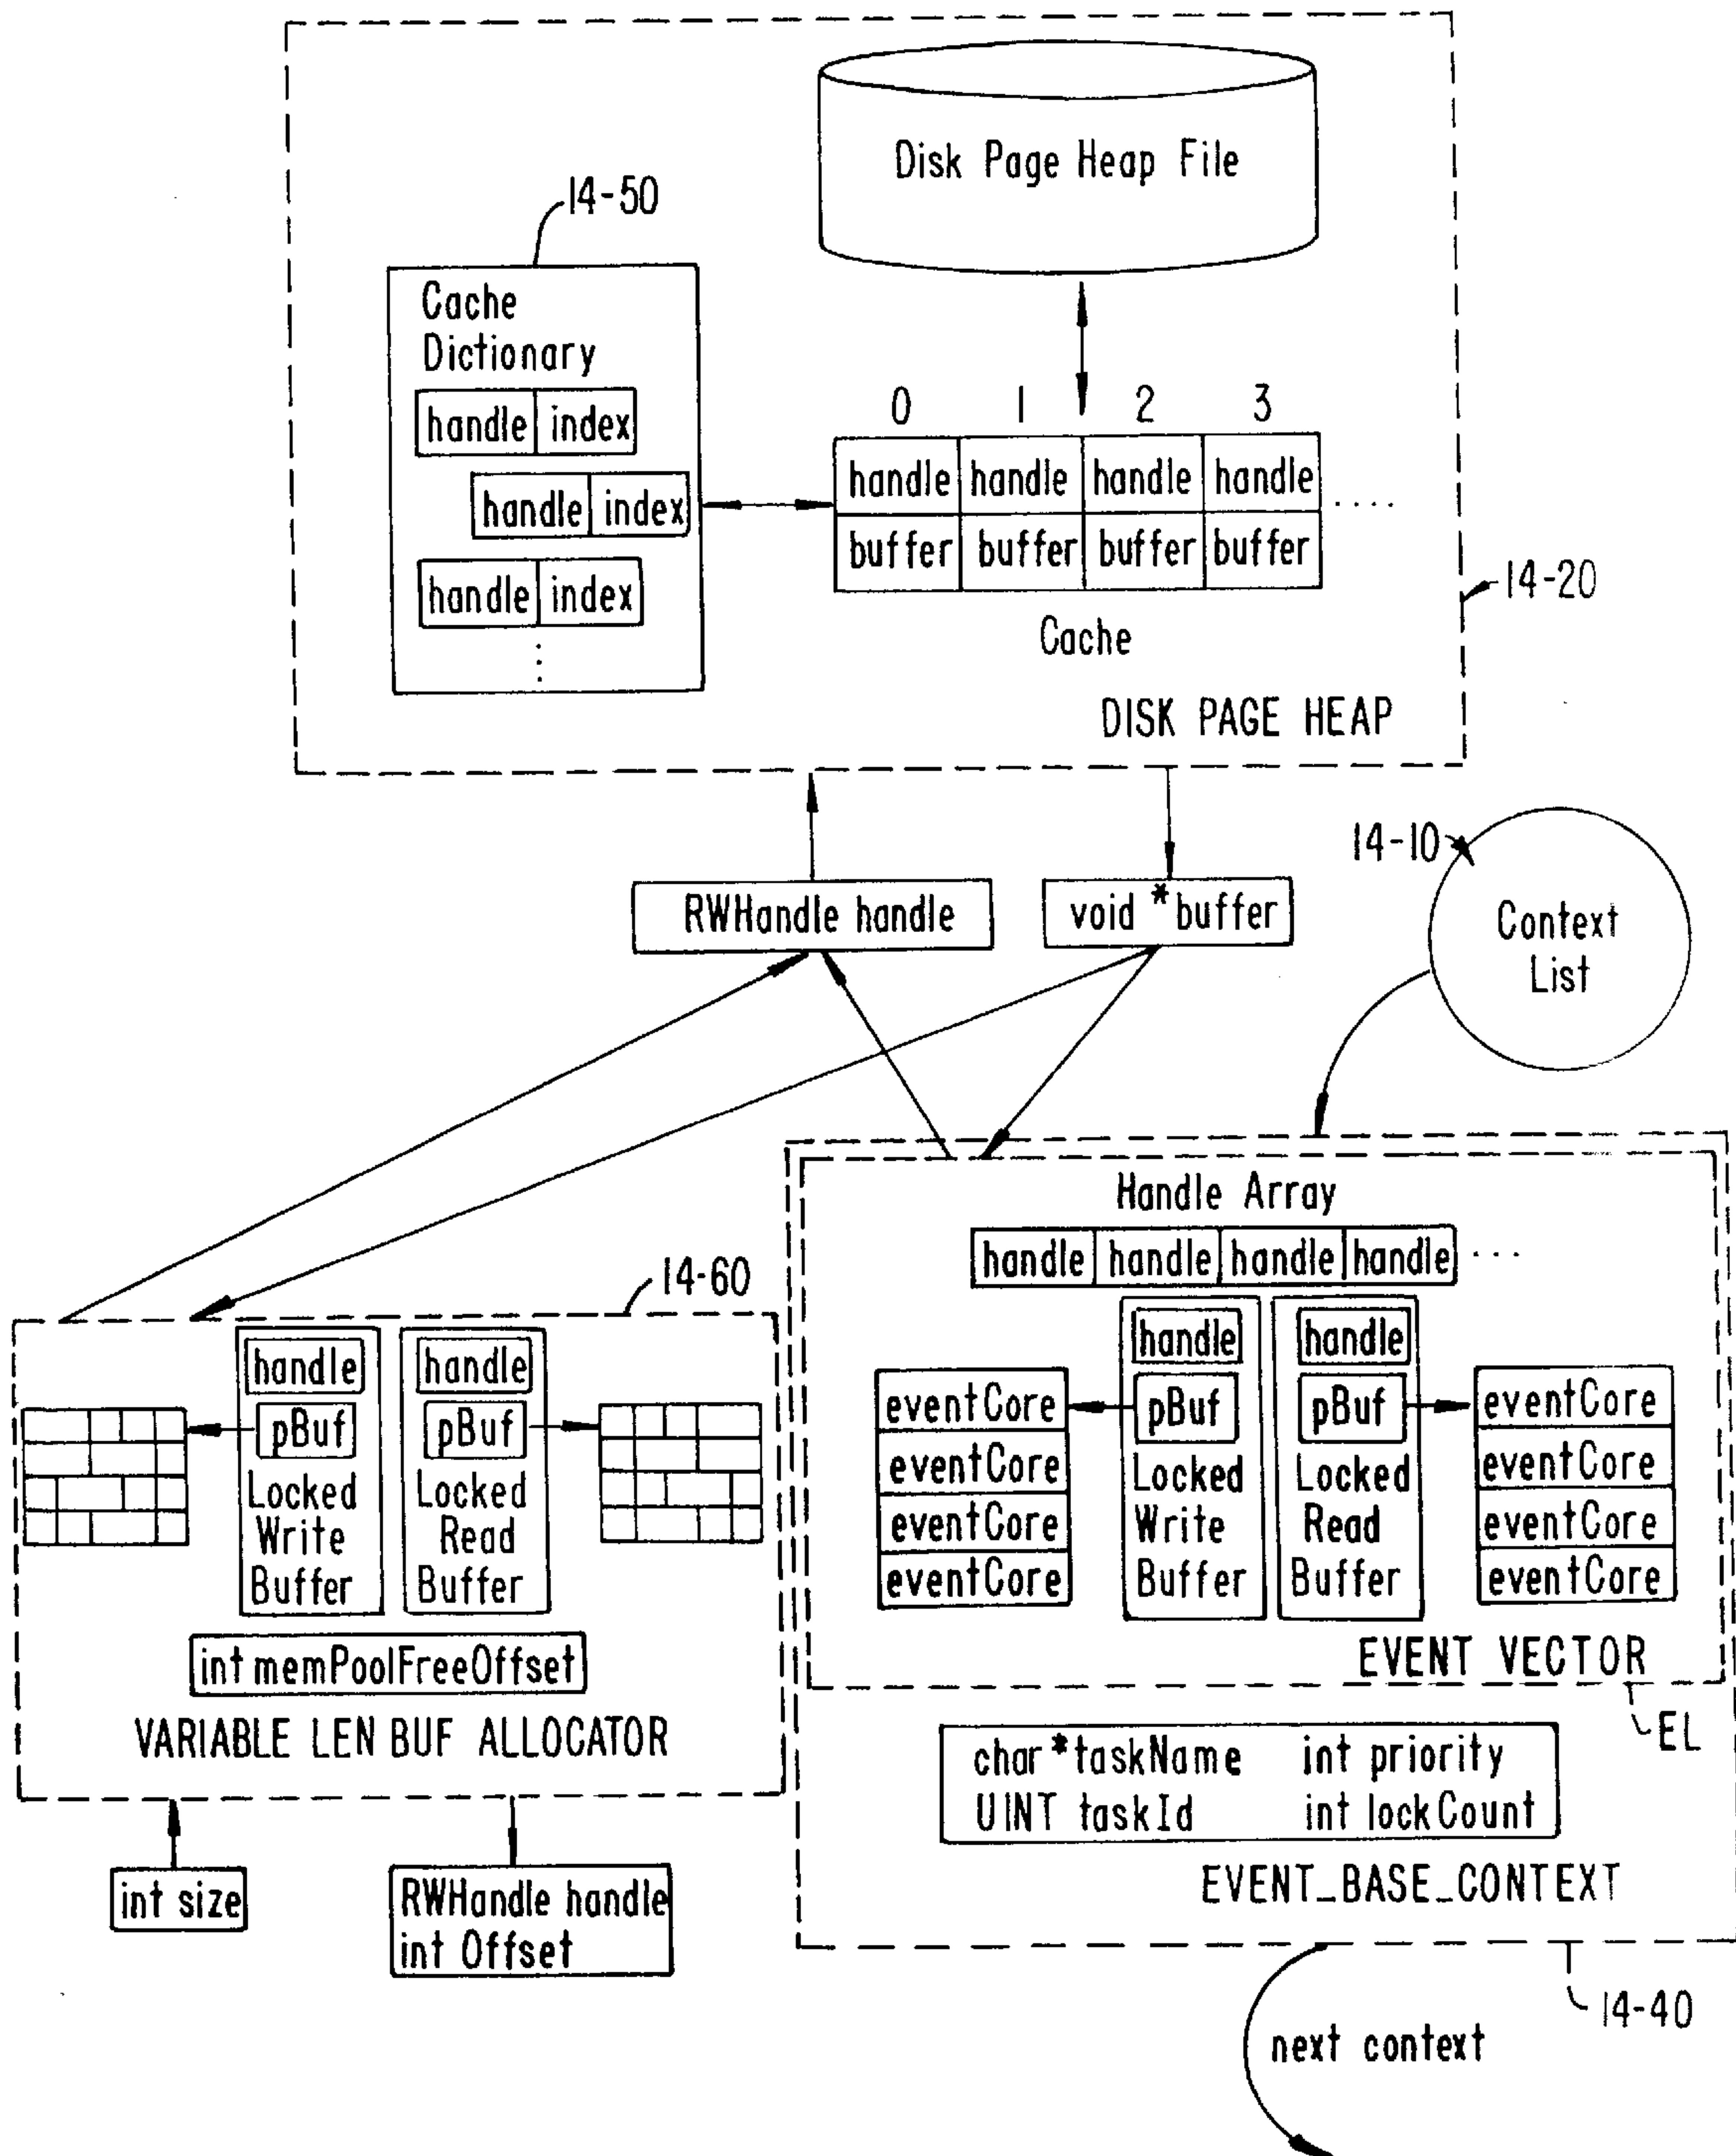 Disk Page Heap File
14-50
Cache
Dictionary
handle index
handle index
handle index
0 1 2 3
handle handle handle handle ....
buffer buffer buffer buffer
Cache
14-20
DISK PAGE HEAP
RWHandle handle
void *buffer
14-10
Context
List
Handle Array
handle handle handle handle ...
14-60
handle
pBuf
Locked
Write
Buffer
handle
pBuf
Locked
Read
Buffer
int memPoolFreeOffset
VARIABLE LEN BUF ALLOCATOR
int size
RWHandle handle
int Offset
eventCore
eventCore
eventCore
eventCore
handle
pBuf
Locked
Write
Buffer
handle
pBuf
Locked
Read
Buffer
eventCore
eventCore
eventCore
eventCore
EVENT VECTOR
EL
char *taskName int priority
UINT taskId int lockCount
EVENT_BASE_CONTEXT
14-40
next context